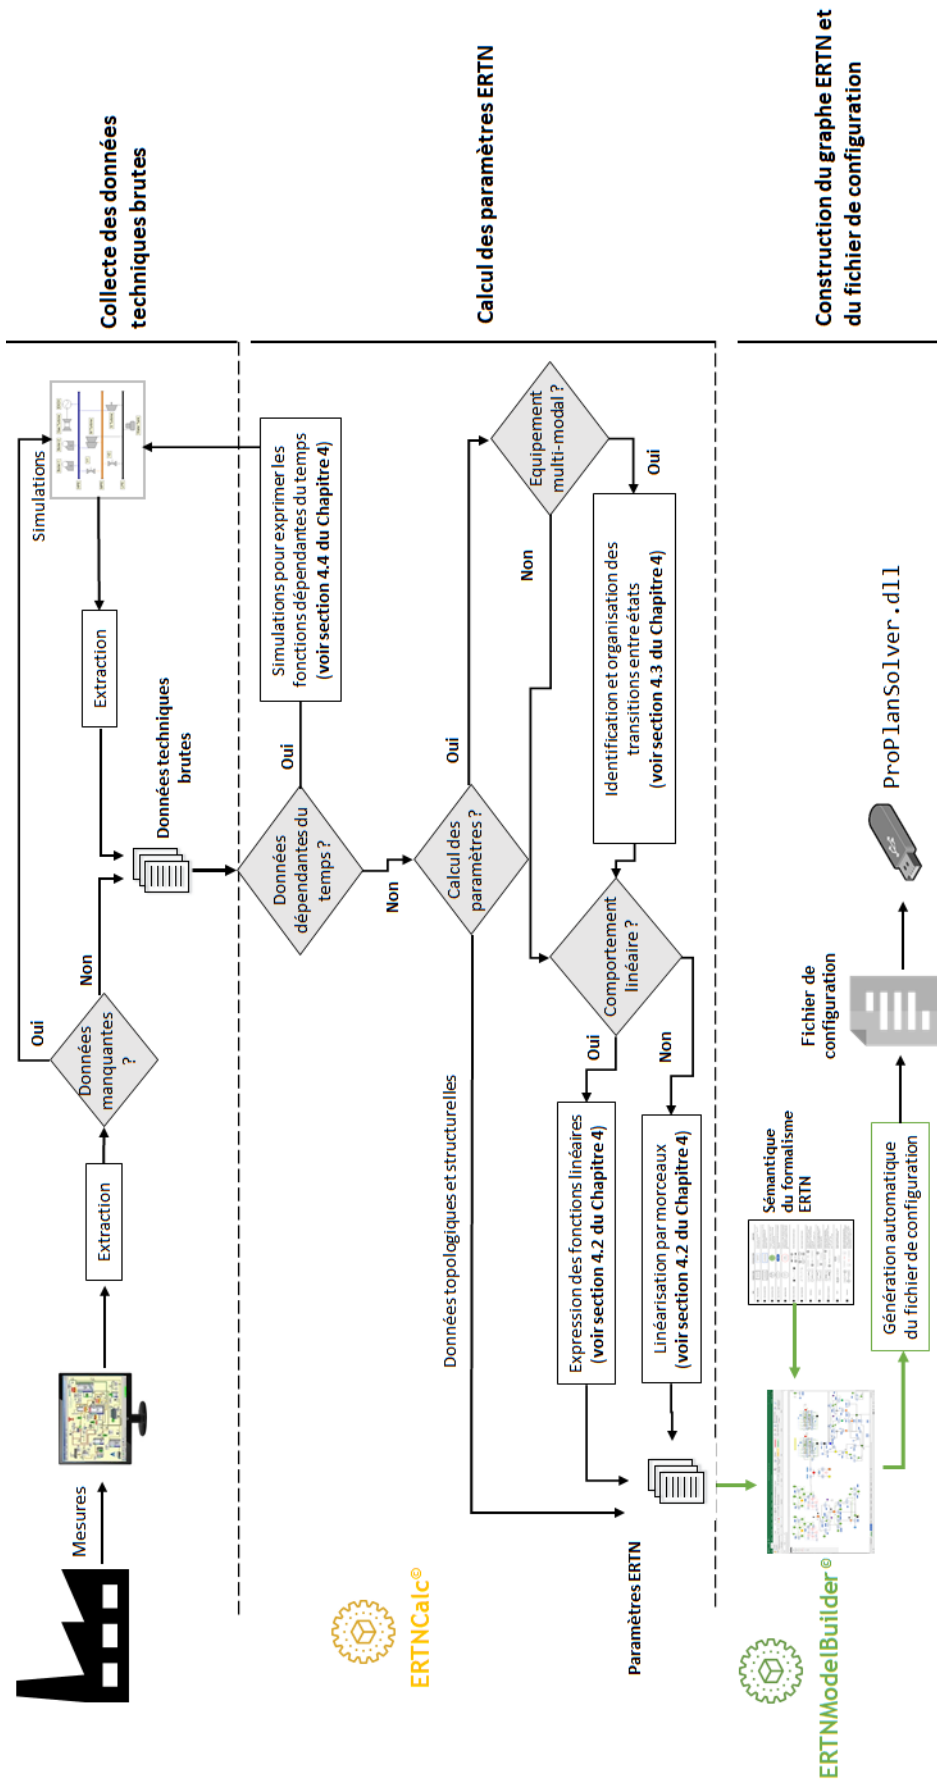 Collecte des données
techniques brutes
Mesures
Extraction
Données
manquantes
?
Oui
Non
Simulations
Extraction
Données techniques
brutes
Calcul des paramètres ERTN
ERTNCalc©
Données
dépendantes du
temps ?
Oui
Non
Simulations pour exprimer les
fonctions dépendantes du temps
(voir section 4.4 du Chapitre 4)
Calcul des
paramètres ?
Oui
Données topologiques et structurelles
Equipement
multi-modal ?
Non
Oui
Identification et organisation des
transitions entre états
(voir section 4.3 du Chapitre 4)
Comportement
linéaire ?
Oui
Non
Expression des fonctions linéaires
(voir section 4.2 du Chapitre 4)
Linéarisation par morceaux
(voir section 4.2 du Chapitre 4)
Paramètres ERTN
Construction du graphe ERTN et
du fichier de configuration
ERTNModelBuilder©
Sémantique
du formalisme
ERTN
Génération automatique
du fichier de configuration
Fichier de
configuration
ProPlanSolver.dll